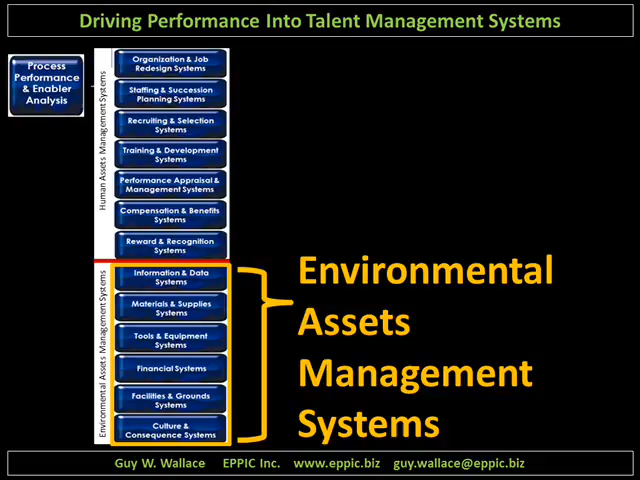 Driving Performance Into Talent Management Systems
Process
Performance
& Enabler
Analysis
Human Assets Management Systems
Organization & Job
Redesign Systems
Staffing & Succession
Planning Systems
Recruiting & Selection
Systems
Training & Development
Systems
Performance Appraisal &
Management Systems
Compensation & Benefits
Systems
Reward & Recognition
Systems
Environmental Assets Management Systems
Information & Data
Systems
Materials & Supplies
Systems
Tools & Equipment
Systems
Financial Systems
Facilities & Grounds
Systems
Culture &
Consequence Systems
Environmental
Assets
Management
Systems
Guy W. Wallace EPPIC Inc. www.eppic.biz guy.wallace@eppic.biz